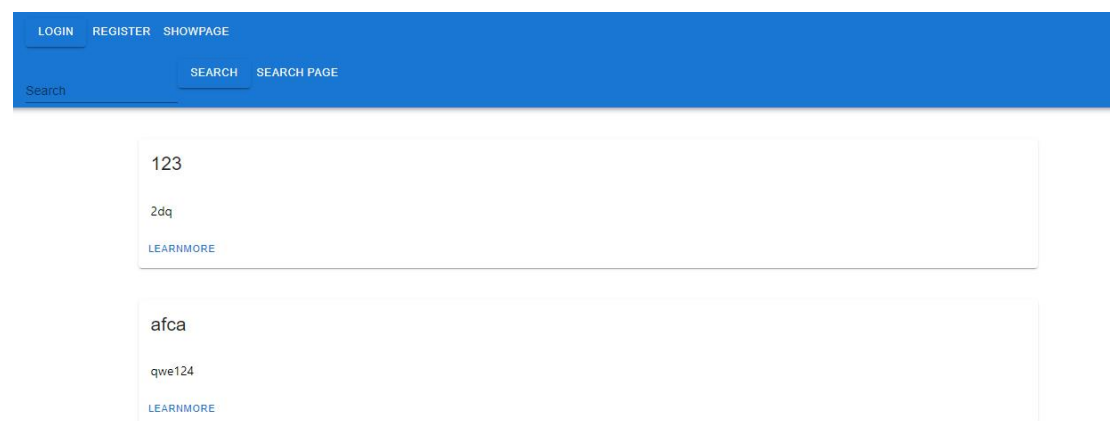 LOGIN REGISTER SHOWPAGE
Search SEARCH SEARCH PAGE
123
2dq
LEARNMORE
afca
qwe124
LEARNMORE